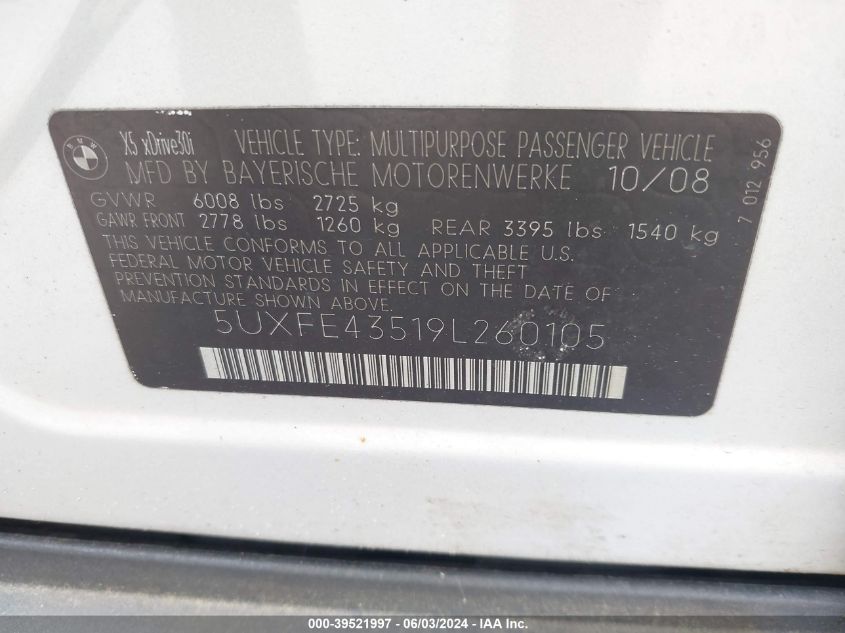 BMW
X5 xDrive30i VEHICLE TYPE: MULTIPURPOSE PASSENGER VEHICLE
MFD BY BAYERISCHE MOTORENWERKE 10/08
GVWR 6008 lbs 2725 kg
GAWR FRONT 2778 lbs 1260 kg REAR 3395 lbs 1540 kg
THIS VEHICLE CONFORMS TO ALL APPLICABLE U.S.
FEDERAL MOTOR VEHICLE SAFETY AND THEFT
PREVENTION STANDARDS IN EFFECT ON THE DATE OF
MANUFACTURE SHOWN ABOVE.
5UXFE43519L260105
7 012 956
000-39521997 - 06/03/2024 - IAA, Inc.